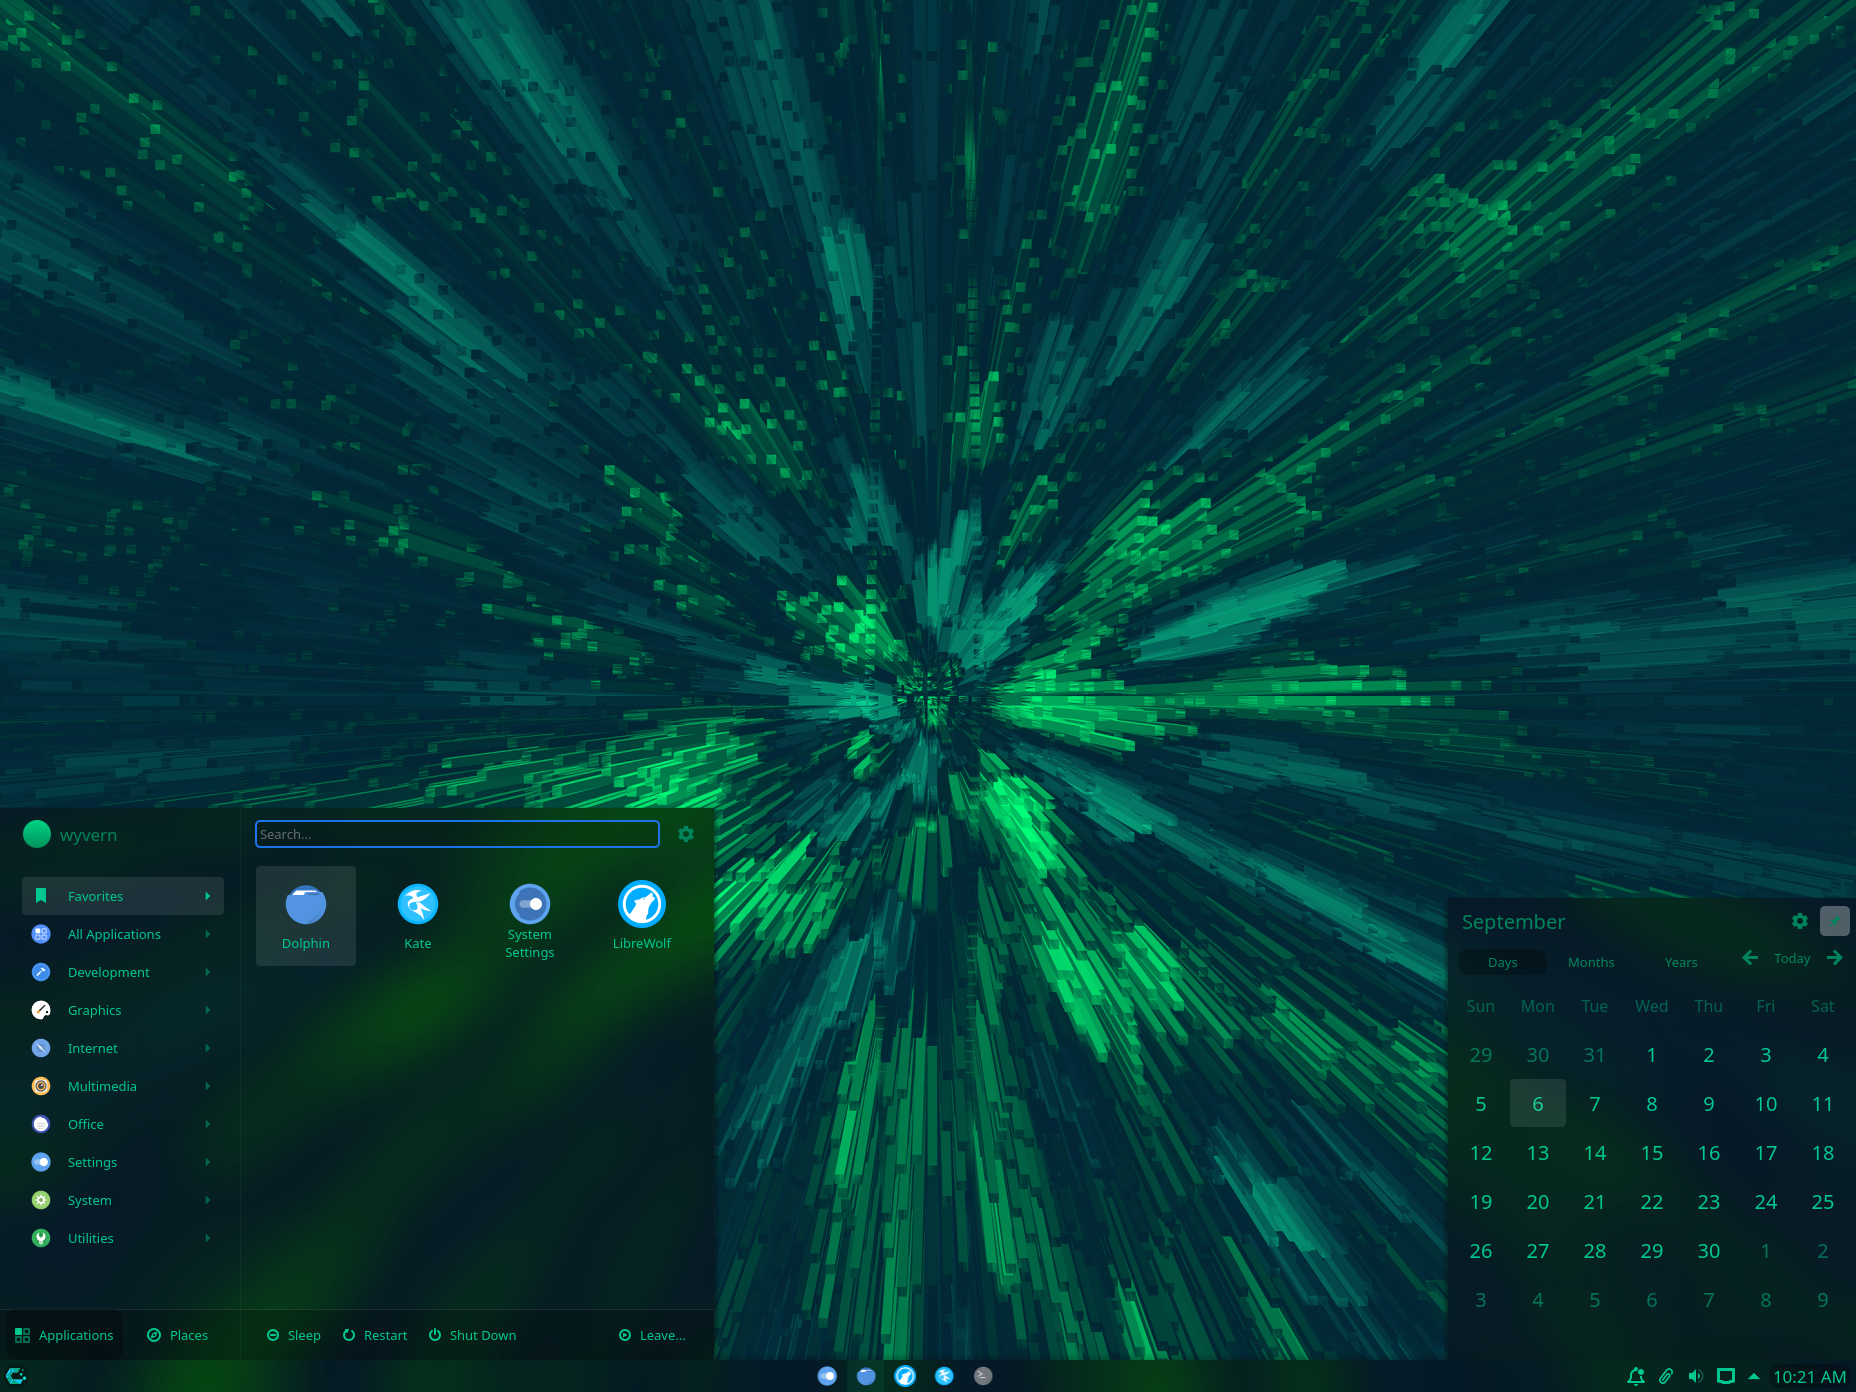 wyvern
Search...
Favorites
All Applications
Development
Graphics
Internet
Multimedia
Office
Settings
System
Utilities
Dolphin
Kate
System
Settings
LibreWolf
Applications
Places
Sleep
Restart
Shut Down
Leave...
September
Days Months Years Today
Sun Mon Tue Wed Thu Fri Sat
29 30 31 1 2 3 4
5 6 7 8 9 10 11
12 13 14 15 16 17 18
19 20 21 22 23 24 25
26 27 28 29 30 1 2
3 4 5 6 7 8 9
10:21 AM